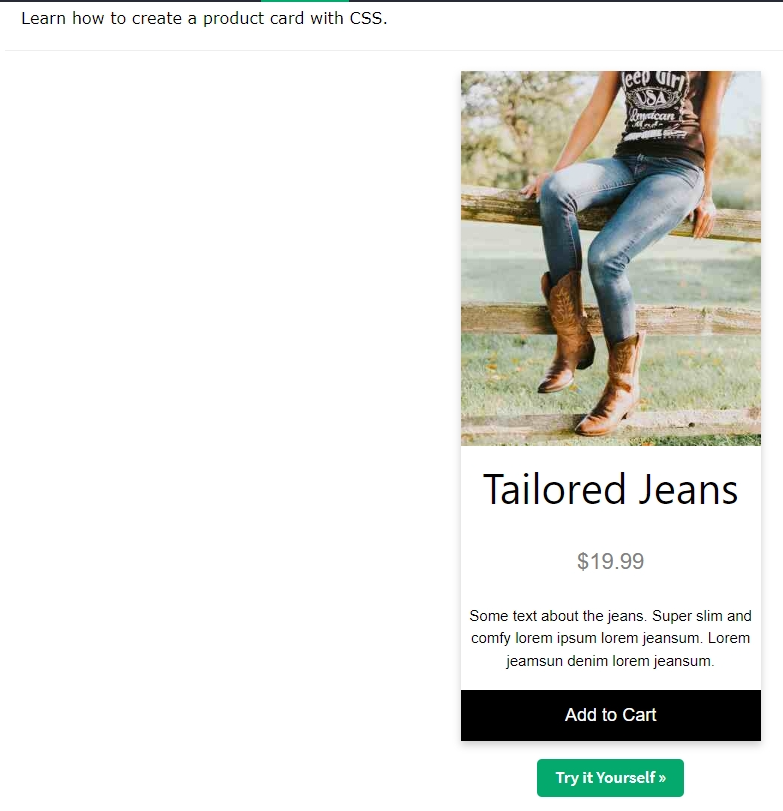 Learn how to create a product card with CSS.
Jeep Girl
USA
American
Tailored Jeans
$19.99
Some text about the jeans. Super slim and
comfy lorem ipsum lorem jeansum. Lorem
jeamsun denim lorem jeansum.
Add to Cart
Try it Yourself »